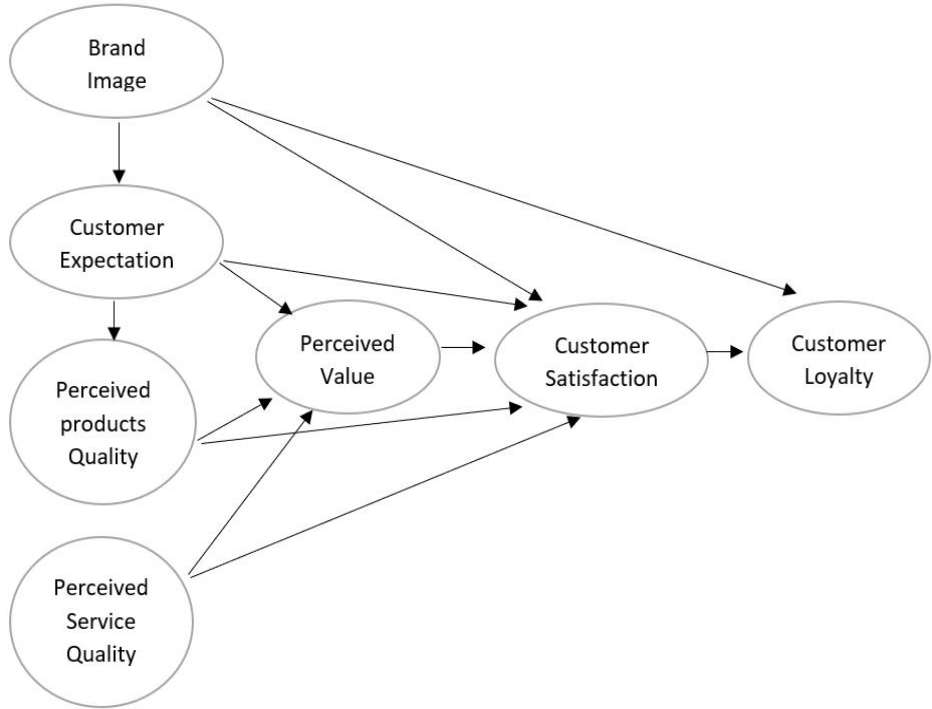 Brand
Image
Customer
Expectation
Perceived
Value
Customer
Satisfaction
Customer
Loyalty
Perceived
products
Quality
Perceived
Service
Quality